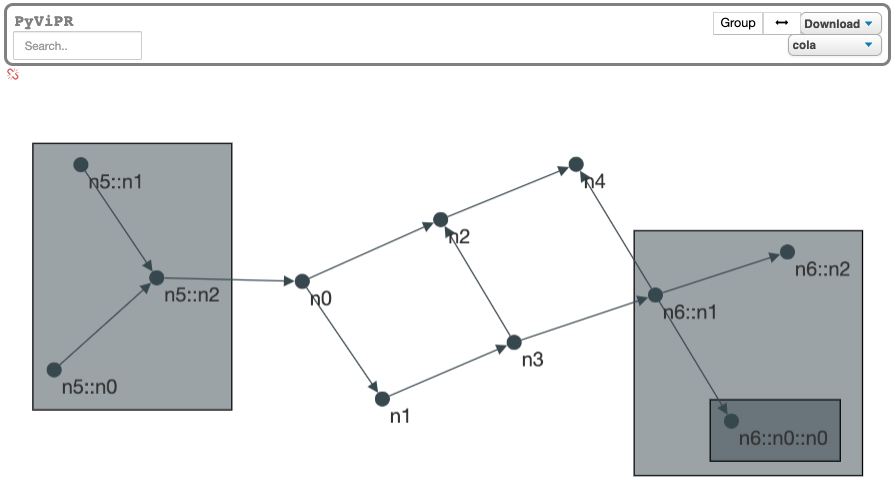 PyViPR
Search..
Group
Download
cola
n5::n1
n4
n2
n6::n2
n5::n2
n0
n6::n1
n3
n5::n0
n1
n6::n0::n0